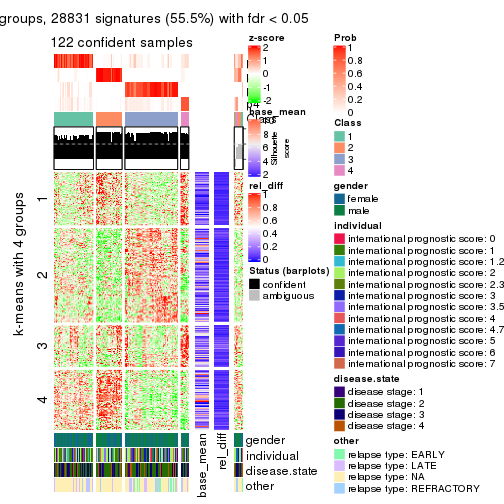 groups, 28831 signatures (55.5%) with fdr < 0.05
122 confident samples
k-means with 4 groups
1
2
3
4
Class
Silhouette
score
base_mean
rel_diff
gender
individual
disease.state
other
z-score
2
1
0
-1
-2
base_mean
8
6
4
2
rel_diff
1
0.8
0.6
0.4
0.2
0
Status (barplots)
confident
ambiguous
Prob
1
0.8
0.6
0.4
0.2
0
Class
1
2
3
4
gender
female
male
individual
international prognostic score: 0
international prognostic score: 1
international prognostic score: 1.2
international prognostic score: 2
international prognostic score: 2.3
international prognostic score: 3
international prognostic score: 3.5
international prognostic score: 4
international prognostic score: 4.7
international prognostic score: 5
international prognostic score: 6
international prognostic score: 7
disease.state
disease stage: 1
disease stage: 2
disease stage: 3
disease stage: 4
other
relapse type: EARLY
relapse type: LATE
relapse type: NA
relapse type: REFRACTORY